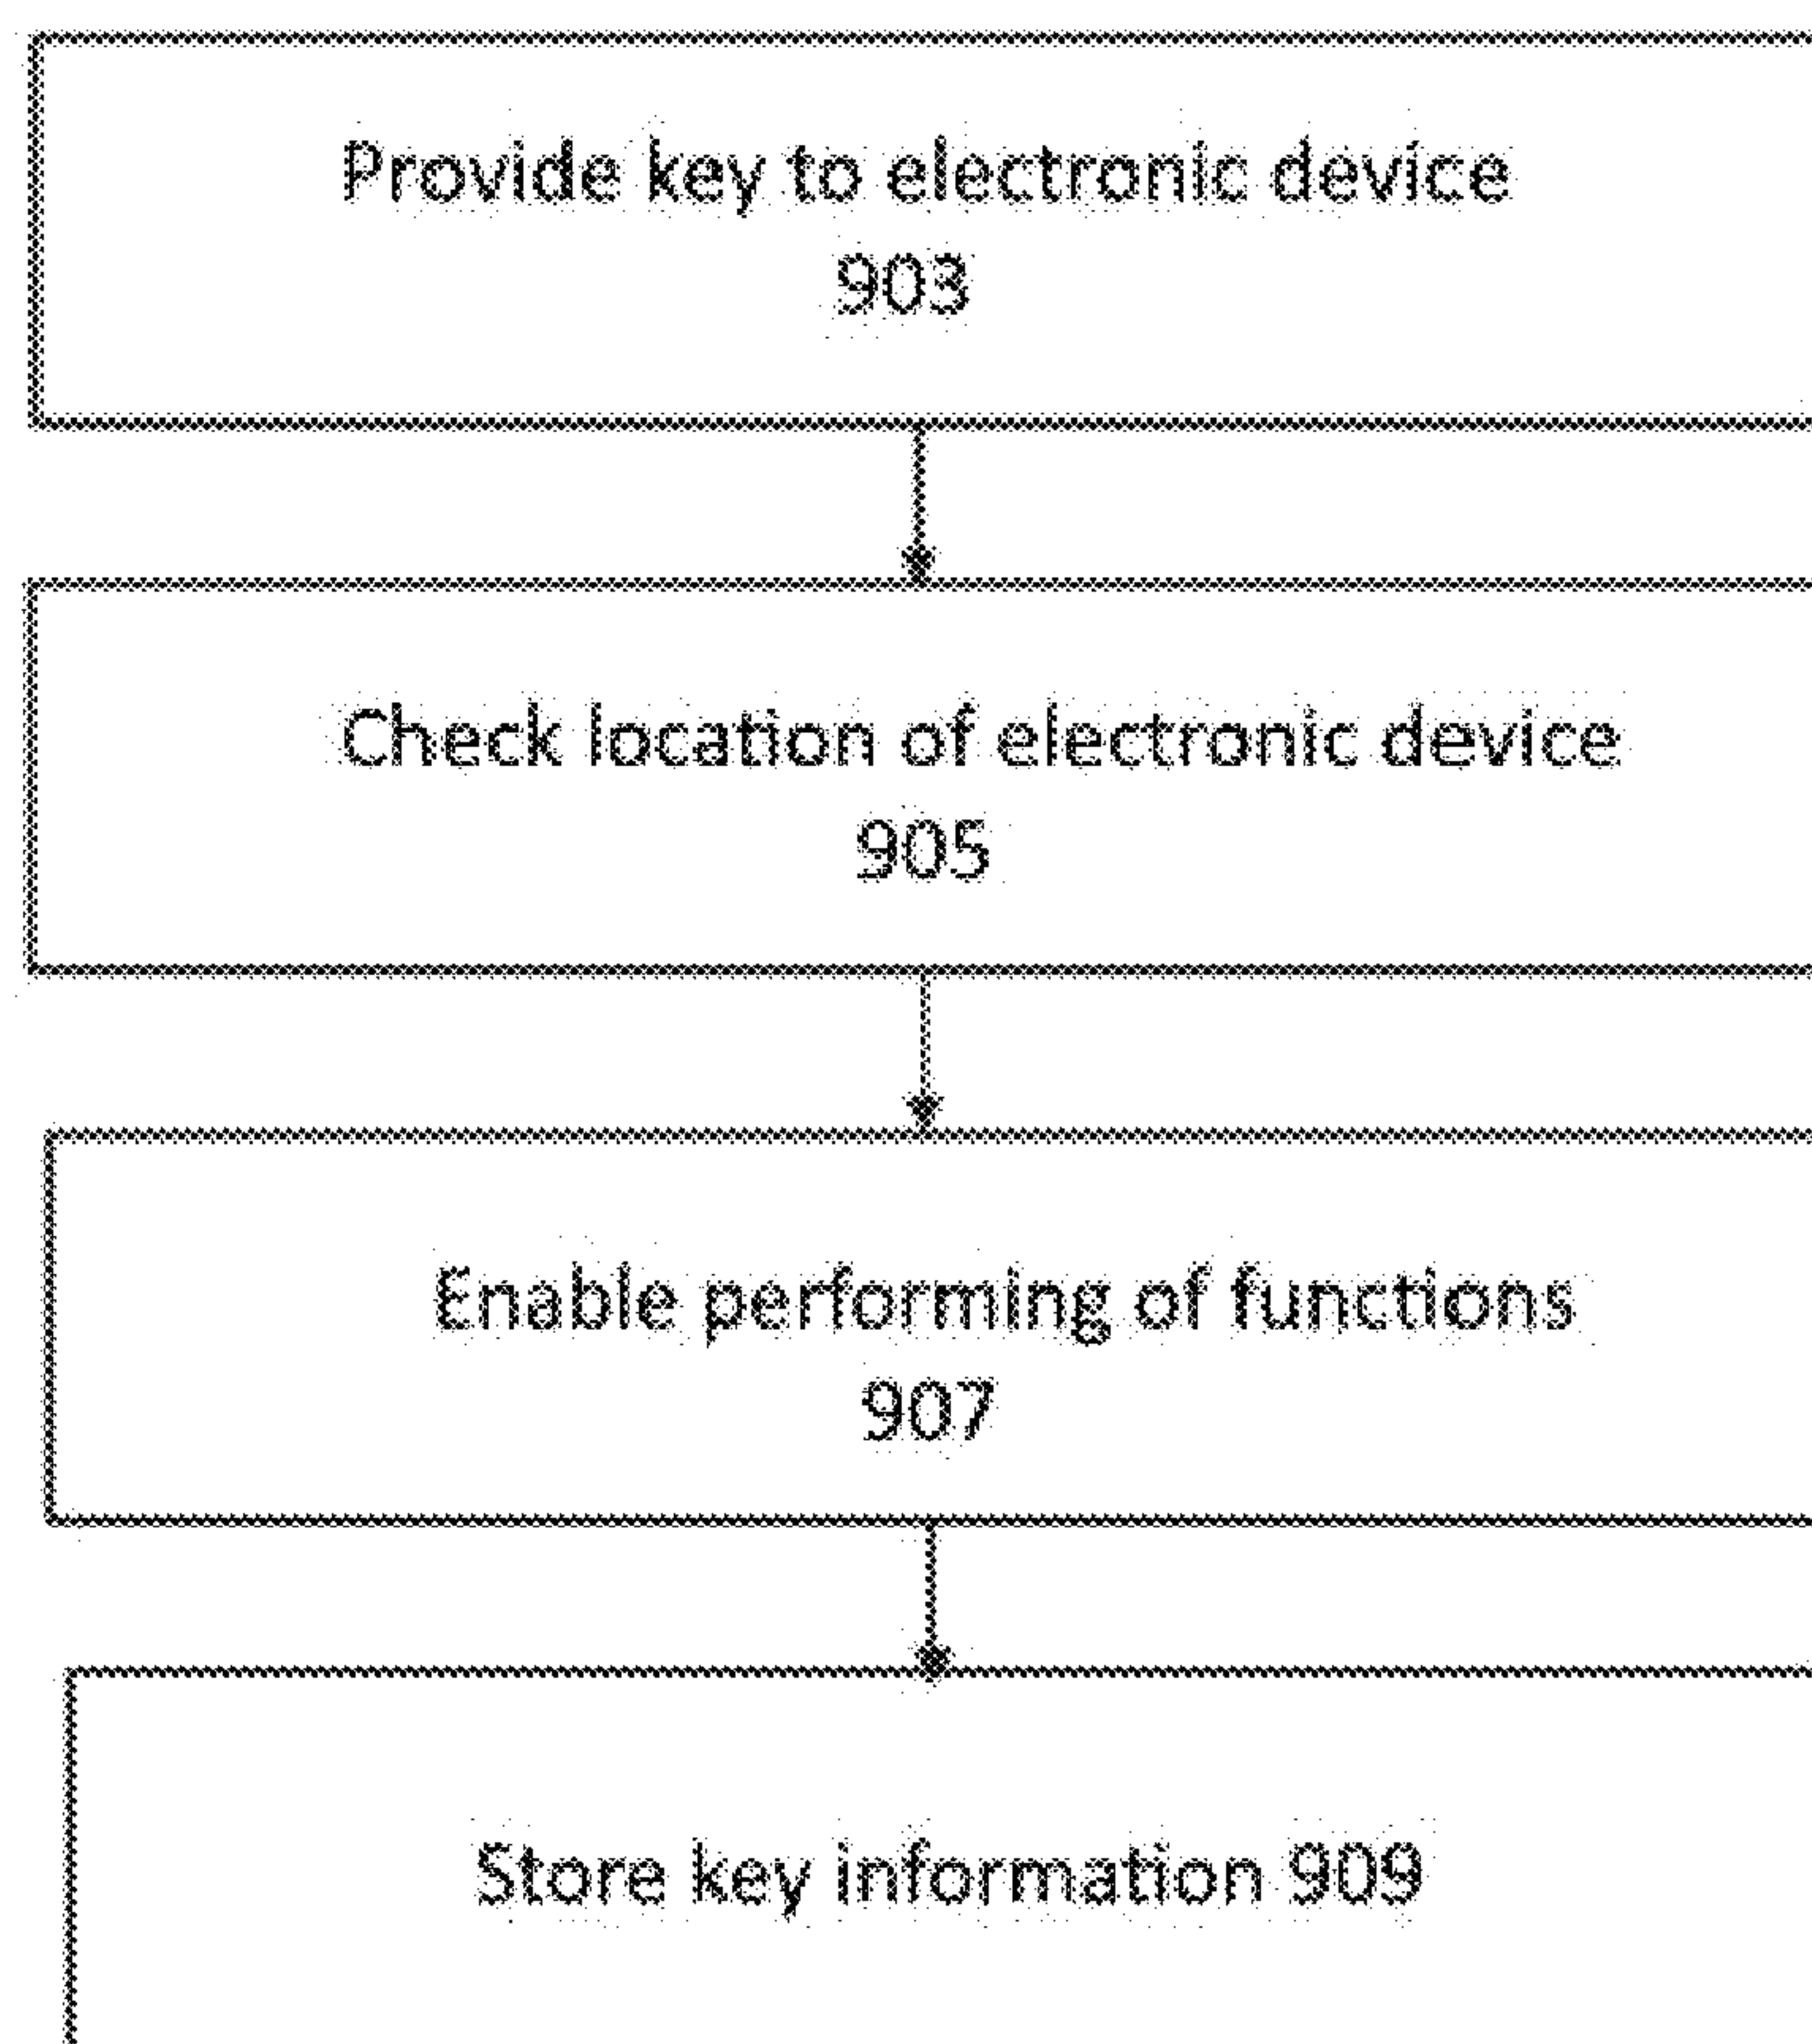 Provide key to electronic device
903
Check location of electronic device
905
Enable performing of functions
907
Store key information 909